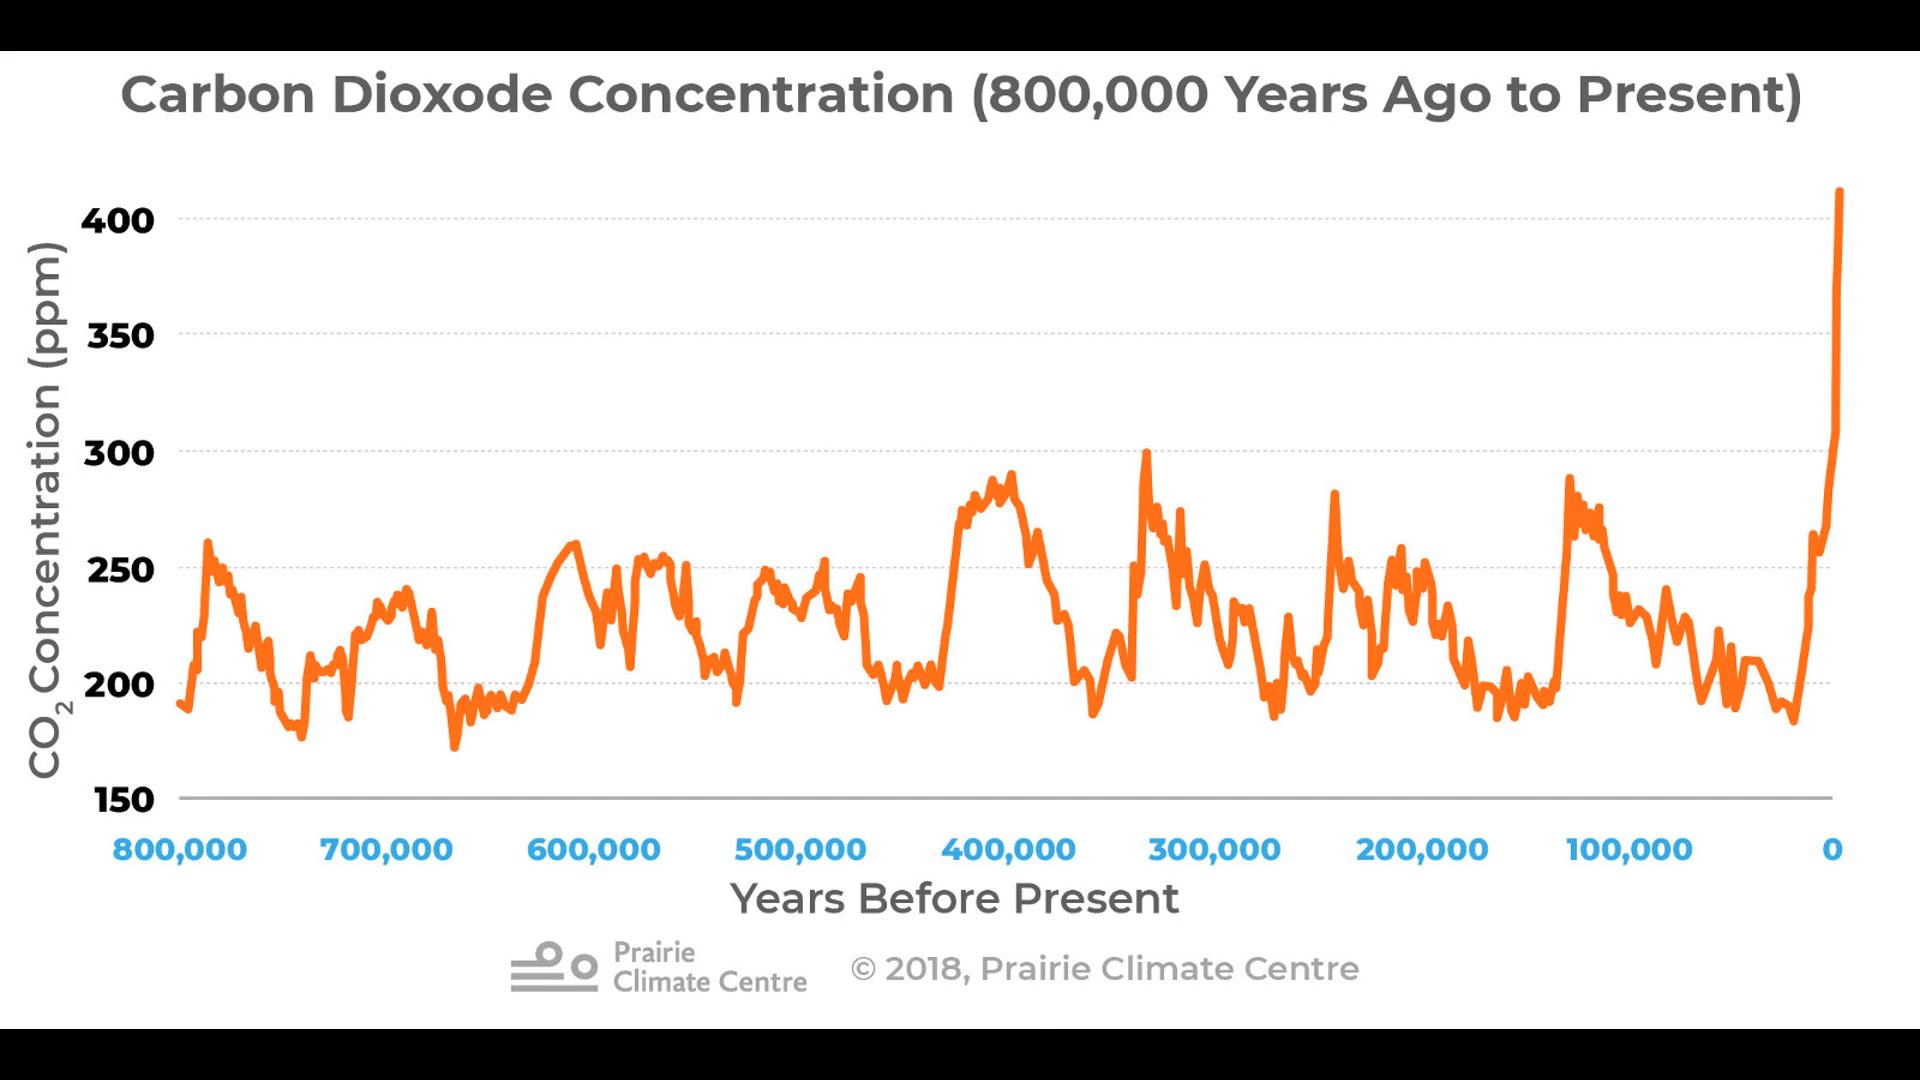 Carbon Dioxode Concentration (800,000 Years Ago to Present)
CO₂ Concentration (ppm)
400
350
300
250
200
150
800,000 700,000 600,000 500,000 400,000 300,000 200,000 100,000 0
Years Before Present
Prairie
Climate Centre
© 2018, Prairie Climate Centre